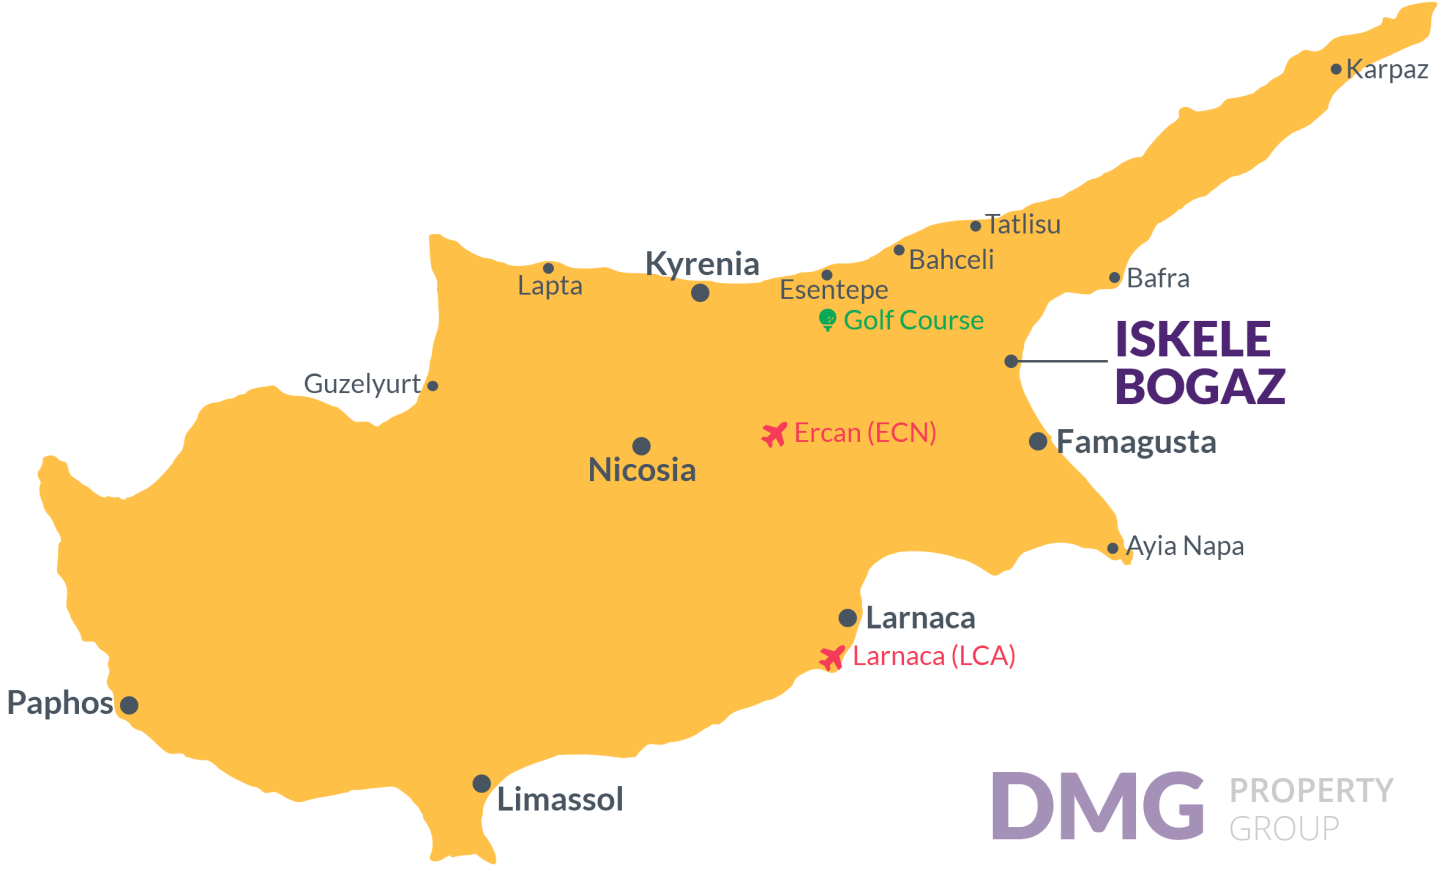 Karpaz
Tatlisu
Kyrenia
Bahceli
Lapta
Esentepe
Bafra
Golf Course
ISKELE
BOGAZ
Guzelyurt
Ercan (ECN)
Famagusta
Nicosia
Ayia Napa
Larnaca
Larnaca (LCA)
Paphos
Limassol
DMG PROPERTY
GROUP